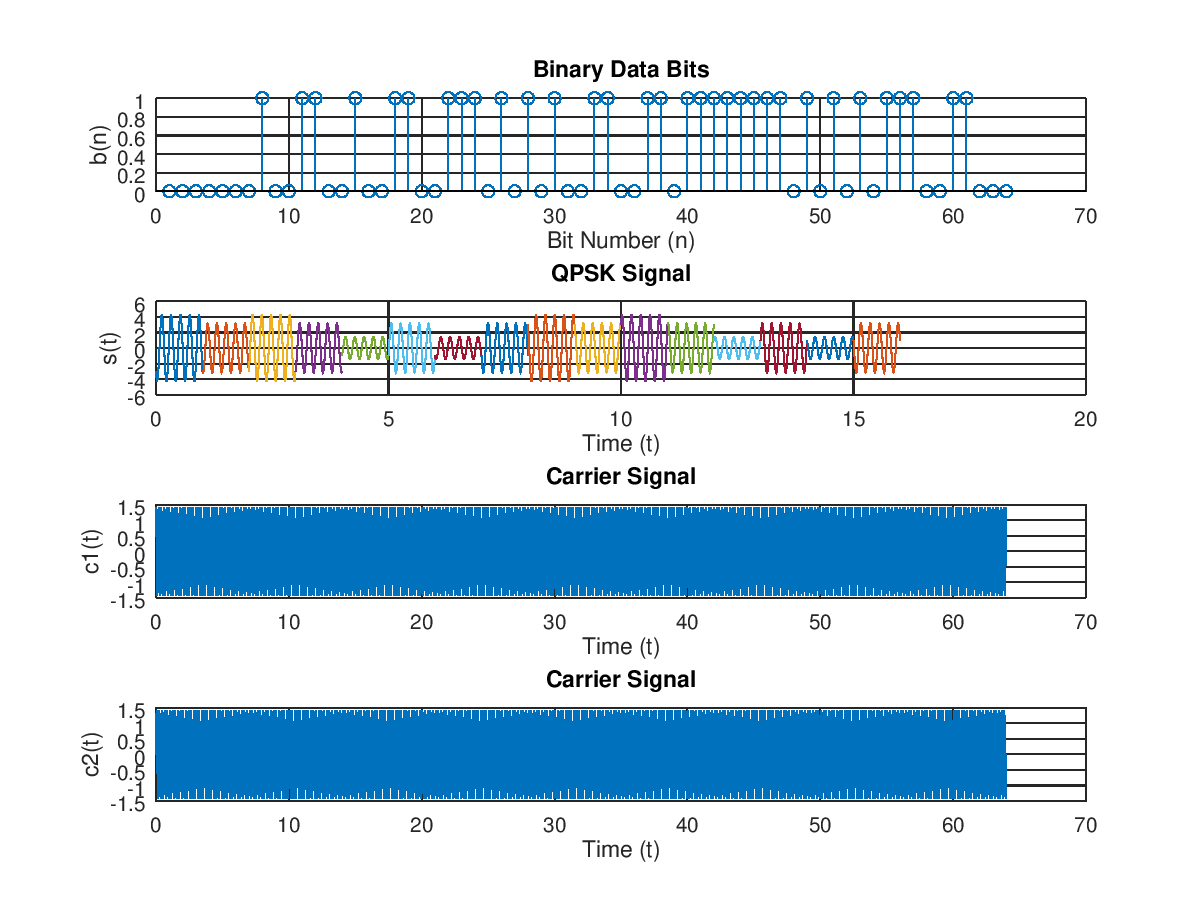 Binary Data Bits
1
0.8
0.6
0.4
0.2
0
b(n)
0 10 20 30 40 50 60 70
Bit Number (n)
QPSK Signal
6
4
2
0
-2
-4
-6
s(t)
0 5 10 15 20
Time (t)
Carrier Signal
1.5
1
0.5
0
-0.5
-1
-1.5
c1(t)
0 10 20 30 40 50 60 70
Time (t)
Carrier Signal
1.5
1
0.5
0
-0.5
-1
-1.5
c2(t)
0 10 20 30 40 50 60 70
Time (t)